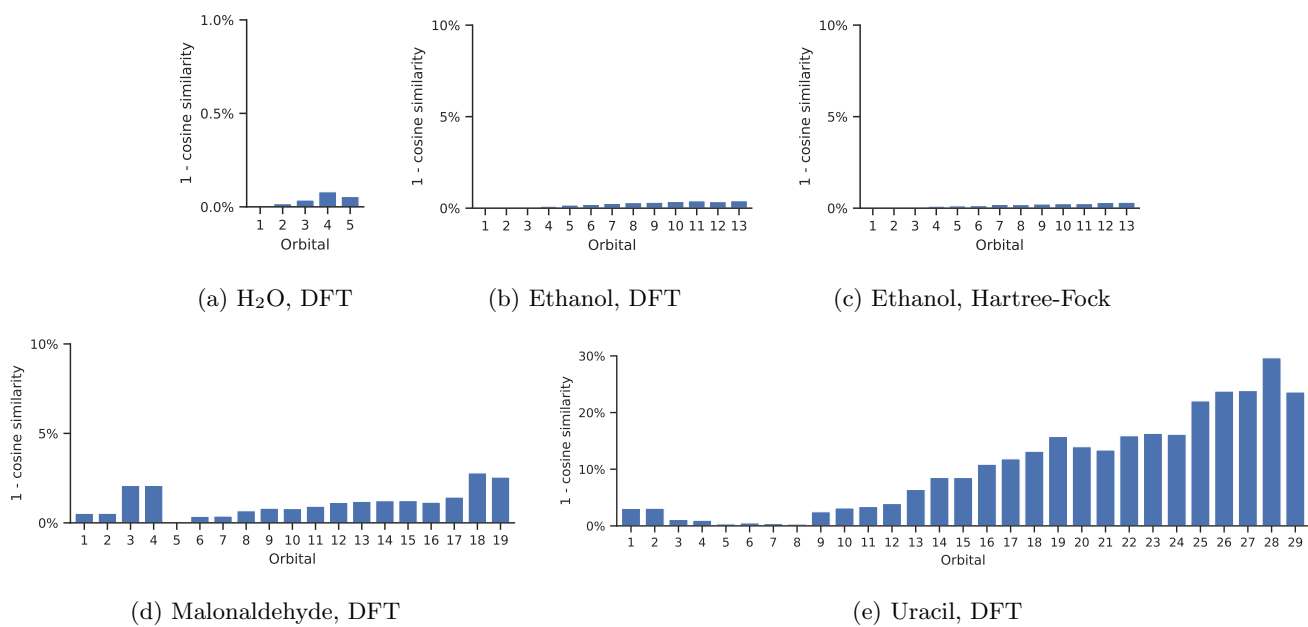 1 - cosine similarity
1.0%
0.5%
0.0%
1 2 3 4 5
Orbital
(a) H₂O, DFT
1 - cosine similarity
10%
5%
0%
1 2 3 4 5 6 7 8 9 10 11 12 13
Orbital
(b) Ethanol, DFT
1 - cosine similarity
10%
5%
0%
1 2 3 4 5 6 7 8 9 10 11 12 13
Orbital
(c) Ethanol, Hartree-Fock
1 - cosine similarity
10%
5%
0%
1 2 3 4 5 6 7 8 9 10 11 12 13 14 15 16 17 18 19
Orbital
(d) Malonaldehyde, DFT
1 - cosine similarity
30%
20%
10%
0%
1 2 3 4 5 6 7 8 9 10 11 12 13 14 15 16 17 18 19 20 21 22 23 24 25 26 27 28 29
Orbital
(e) Uracil, DFT